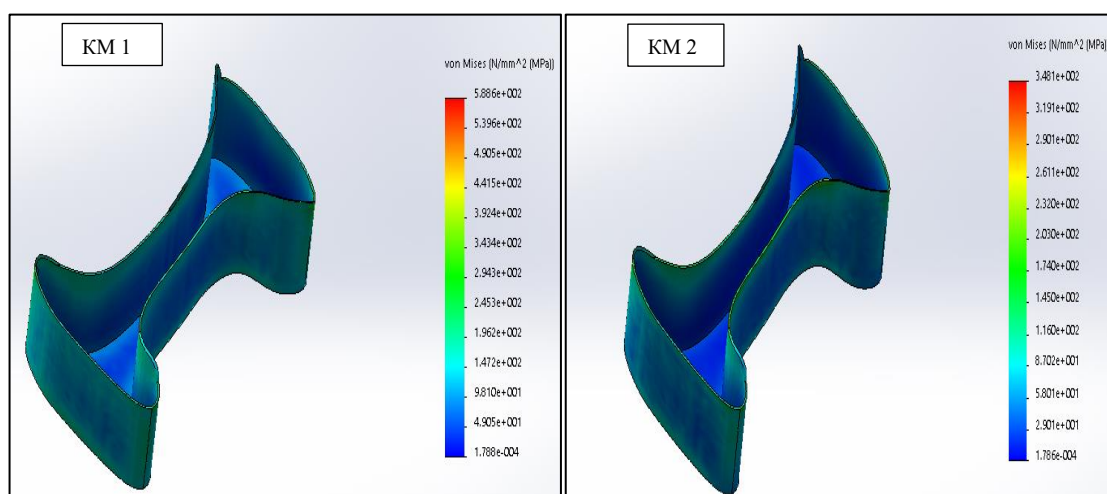 КМ 1
von Mises (N/mm^2 (MPa))
5.886e+002
5.396e+002
4.905e+002
4.415e+002
3.924e+002
3.434e+002
2.943e+002
2.453e+002
1.962e+002
1.472e+002
9.810e+001
4.905e+001
1.788e-004
КМ 2
von Mises (N/mm^2 (MPa))
3.481e+002
3.191e+002
2.901e+002
2.611e+002
2.320e+002
2.030e+002
1.740e+002
1.450e+002
1.160e+002
8.702e+001
5.801e+001
2.901e+001
1.786e-004